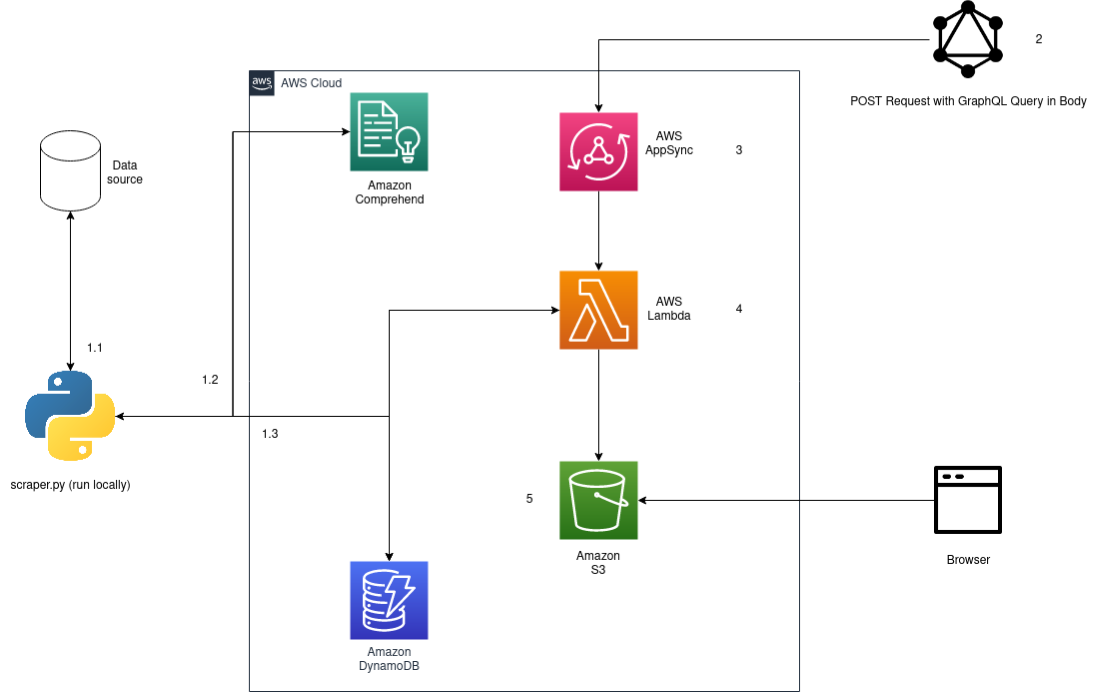 2
POST Request with GraphQL Query in Body
aws
AWS Cloud
AWS
AppSync
3
Data
source
Amazon
Comprehend
AWS
Lambda
4
1.1
1.2
1.3
scraper.py (run locally)
5
Amazon
S3
Browser
Amazon
DynamoDB